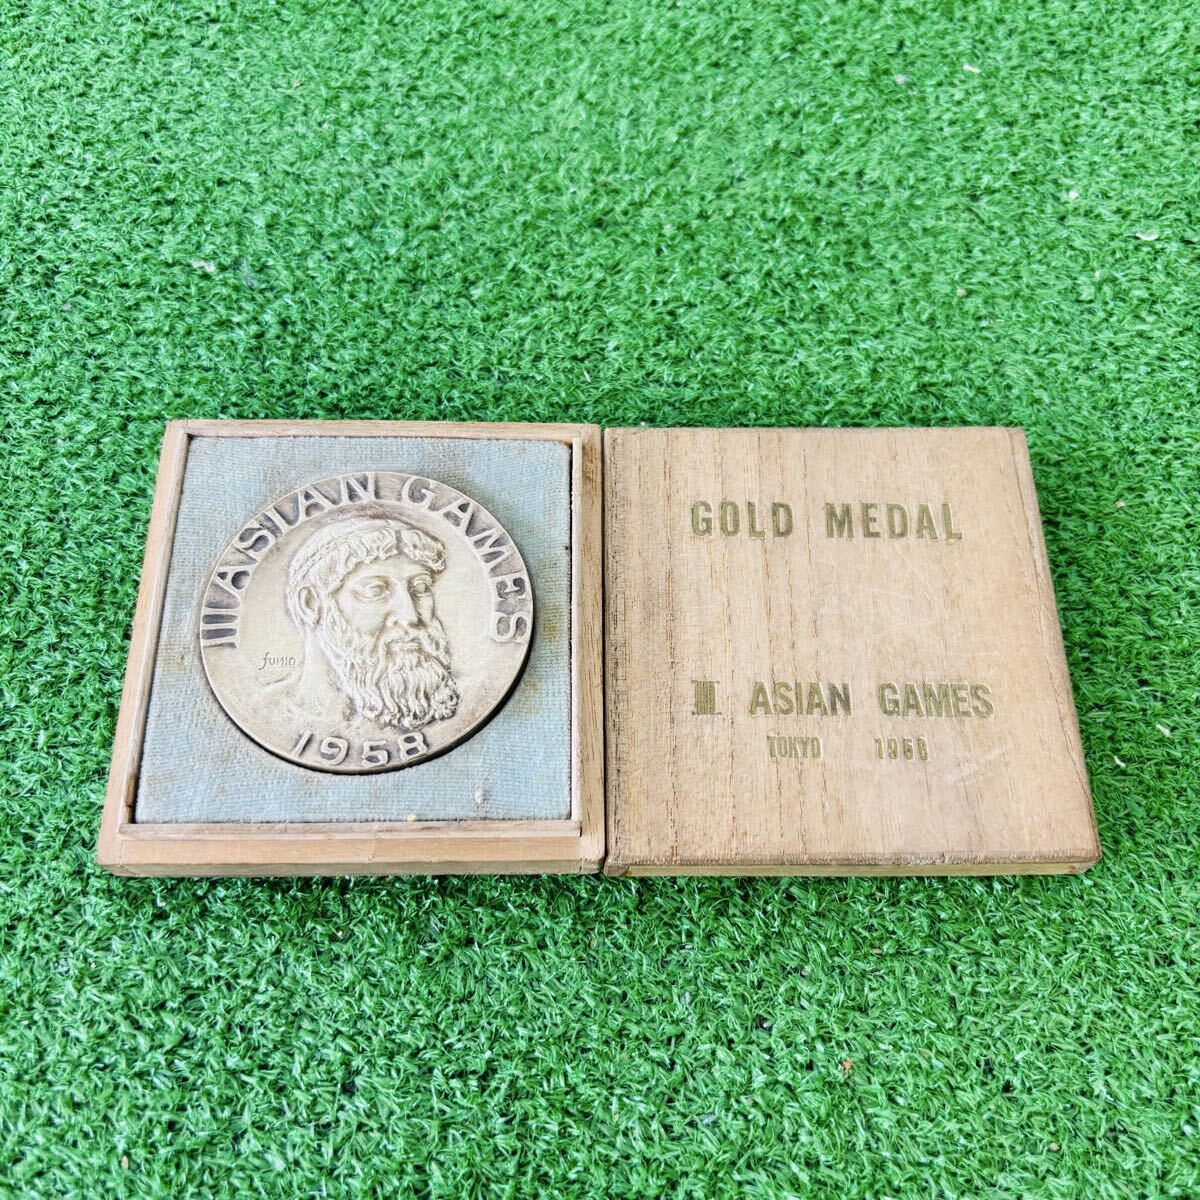 III ASIAN GAMES
fUMIO
1958
GOLD MEDAL
III ASIAN GAMES
TOKYO 1958